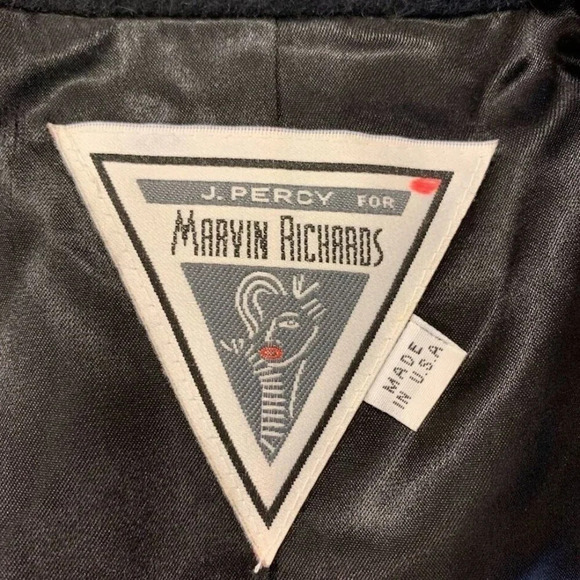 J. PERCY FOR
MARVIN RICHARDS
MADE
IN U.S.A